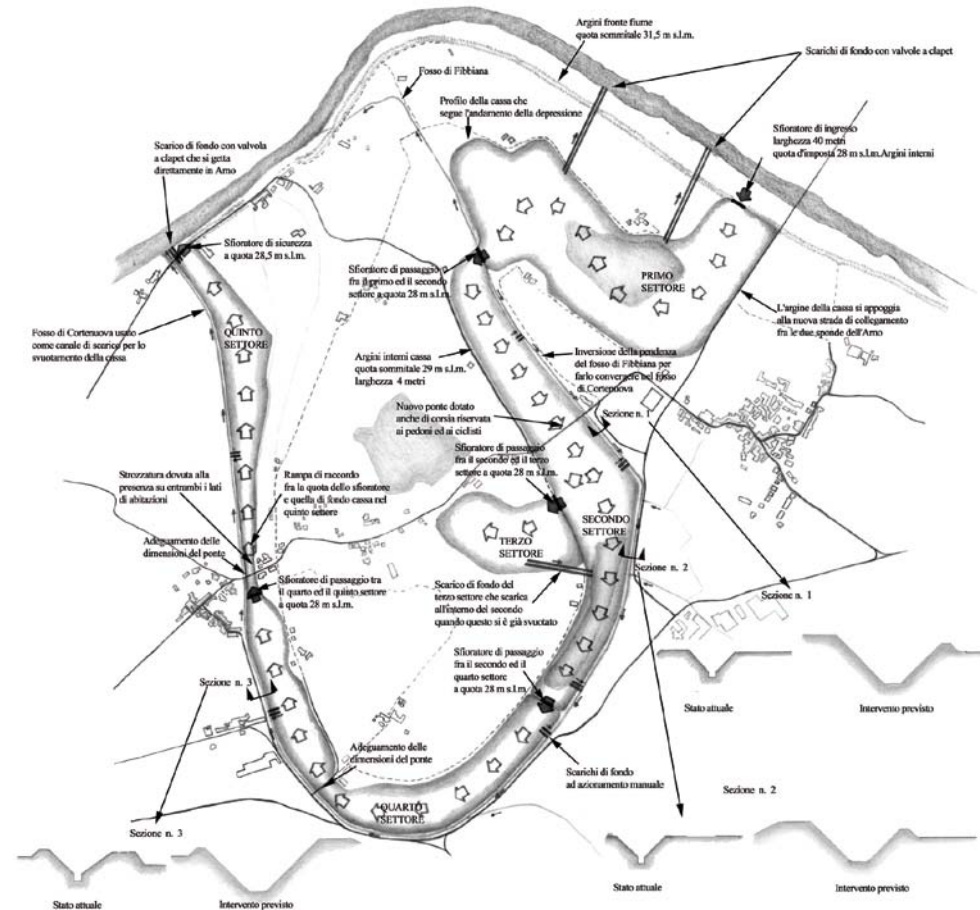 Argini fronte fiume
quota sommitale 31,5 m s.l.m.
Scarichi di fondo con valvole a clapet
Fosso di Fibbiana
Profilo della cassa che
segue l'andamento della depressione
Sfioratore di ingresso
larghezza 40 metri
quota d'imposta 28 m s.l.m. Argini interni
Scarico di fondo con valvola
a clapet che si getta
direttamente in Arno
Sfioratore di sicurezza
a quota 28,5 m s.l.m.
Sfioratore di passaggio
fra il primo ed il secondo
settore a quota 28 m s.l.m.
PRIMO
SETTORE
L'argine della cassa si appoggia
alla nuova strada di collegamento
fra le due sponde dell'Arno
Fosso di Cortenuova usato
come canale di scarico per lo
svuotamento della cassa
QUINTO
SETTORE
Argini interni cassa
quota sommitale 29 m s.l.m.
larghezza 4 metri
Inversione della pendenza
del fosso di Fibbiana per
farlo convergere nel fosso
di Cortenuova
Nuovo ponte dotato
anche di corsia riservata
ai pedoni ed ai ciclisti
Sezione n. 1
Sfioratore di passaggio
fra il secondo ed il terzo
settore a quota 28 m s.l.m.
Strozzatura dovuta alla
presenza su entrambi i lati
di abitazioni
Rampa di raccordo
fra la quota dello sfioratore
e quella di fondo cassa nel
quinto settiere
SECONDO
SETTORE
TERZO
SETTORE
Adeguamento delle
dimensioni del ponte
Sezione n. 2
Sfioratore di passaggio tra
il quarto ed il quinto settore
a quota 28 m s.l.m.
Scarico di fondo del
terzo settore che scarica
all'interno del secondo
quando questo si è già svuotato
Sezione n. 1
Sfioratore di passaggio
fra il secondo ed il
quarto settore
a quota 28 m s.l.m.
Sezione n. 3
Stato attuale
Intervento previsto
Adeguamento delle
dimensioni del ponte
Scarichi di fondo
ad azionamento manuale
Sezione n. 2
QUARTO
SETTORE
Sezione n. 3
Stato attuale
Intervento previsto
Stato attuale
Intervento previsto